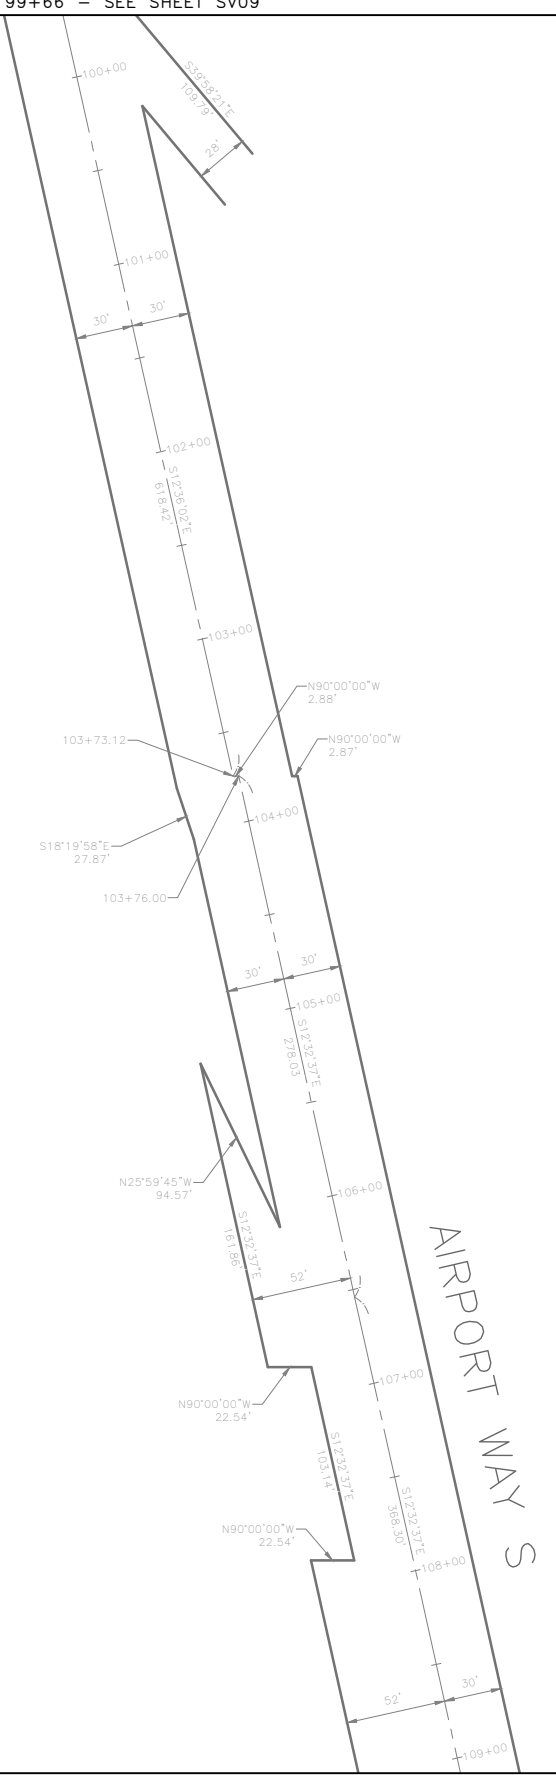 99+66 – SEE SHEET SV09
100+00
S39°58'21"E
109.79'
28'
101+00
30'
30'
102+00
S12°36'02"E
618.42'
103+00
N90°00'00"W
2.88'
103+73.12
N90°00'00"W
2.87'
104+00
S18°19'58"E
27.87'
103+76.00
30'
30'
105+00
S12°32'37"E
278.03
N25°59'45"W
94.57'
106+00
S12°32'37"E
161.86'
52'
AIRPORT WAY S
107+00
N90°00'00"W
22.54'
S12°32'37"E
103.14'
S12°32'37"E
368.30'
N90°00'00"W
22.54'
108+00
52'
30'
109+00